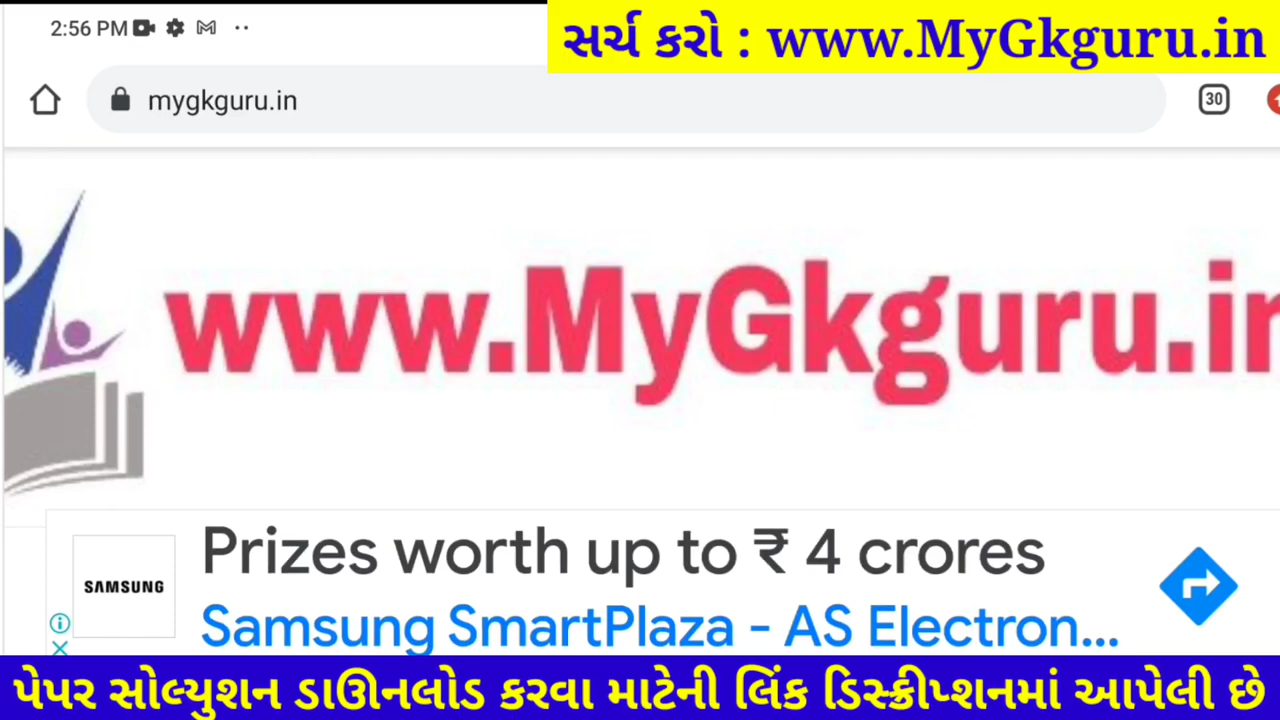 2:56 PM
સર્ચ કરો : www.MyGkguru.in
mygkguru.in
30
www.MyGkguru.in
Prizes worth up to ₹ 4 crores
SAMSUNG
Samsung SmartPlaza - AS Electron...
પેપર સોલ્યુશન ડાઊનલોડ કરવા માટેની લિંક ડિસ્ક્રીપ્શનમાં આપેલી છે